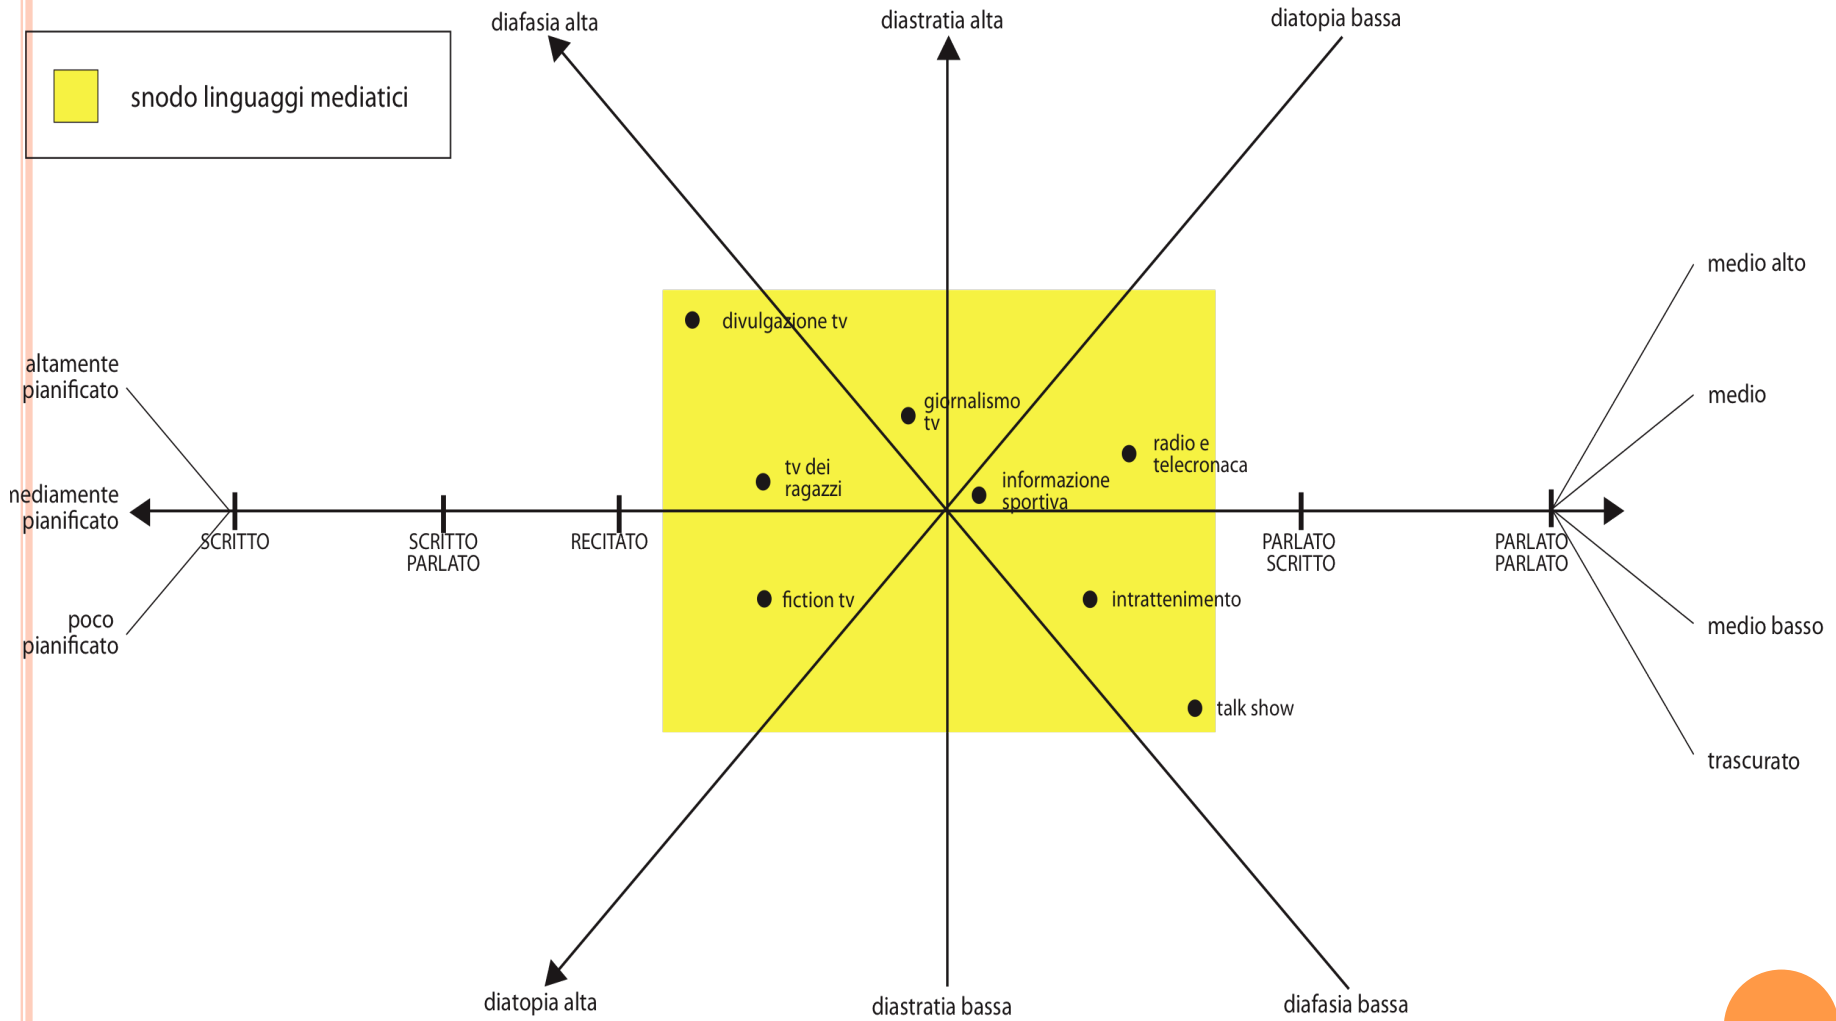 diafasia alta
diastratia alta
diatopia bassa
snodo linguaggi mediatici
medio alto
medio
medio basso
trascurato
altamente
pianificato
mediamente
pianificato
poco
pianificato
divulgazione tv
giornalismo
tv
radio e
telecronaca
tv dei
ragazzi
informazione
sportiva
SCRITTO
SCRITTO
PARLATO
RECITATO
PARLATO
SCRITTO
PARLATO
PARLATO
fiction tv
intrattenimento
talk show
diatopia alta
diastratia bassa
diafasia bassa